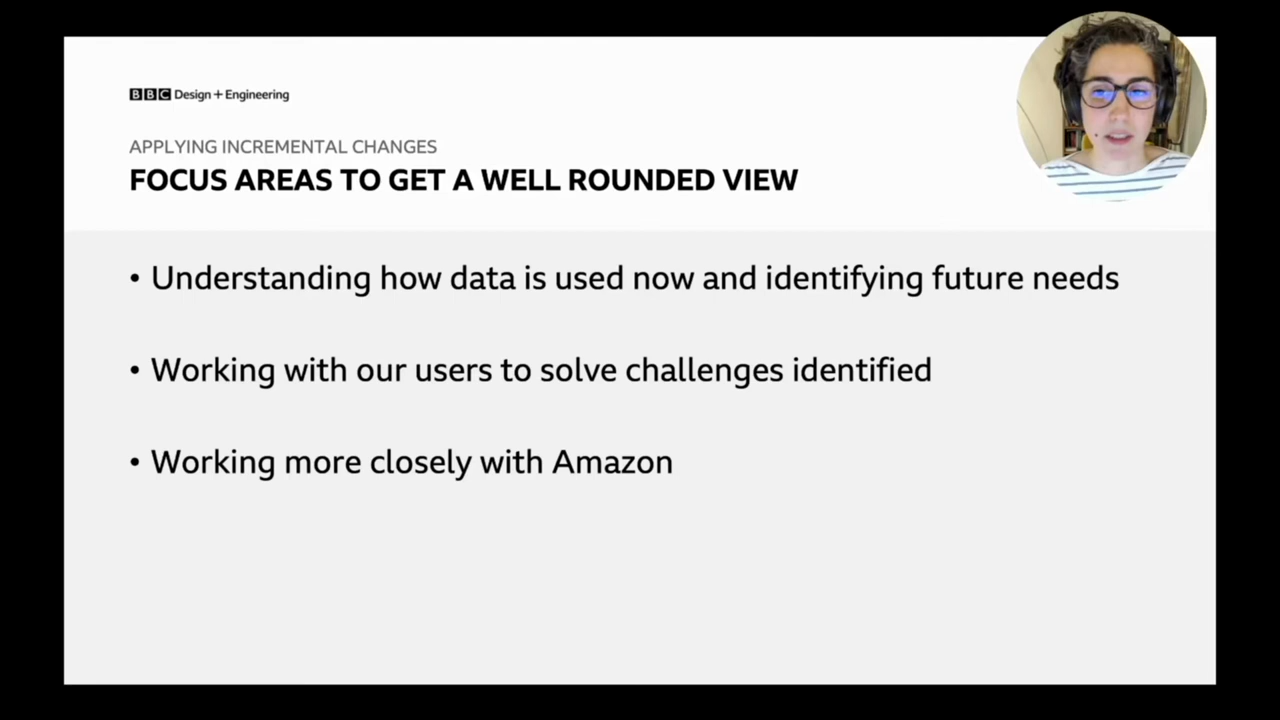 BBC Design + Engineering
APPLYING INCREMENTAL CHANGES
FOCUS AREAS TO GET A WELL ROUNDED VIEW
• Understanding how data is used now and identifying future needs
• Working with our users to solve challenges identified
• Working more closely with Amazon